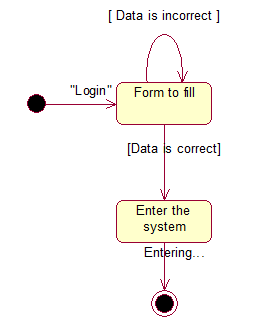 [ Data is incorrect ]
"Login"
Form to fill
[Data is correct]
Enter the
system
Entering...